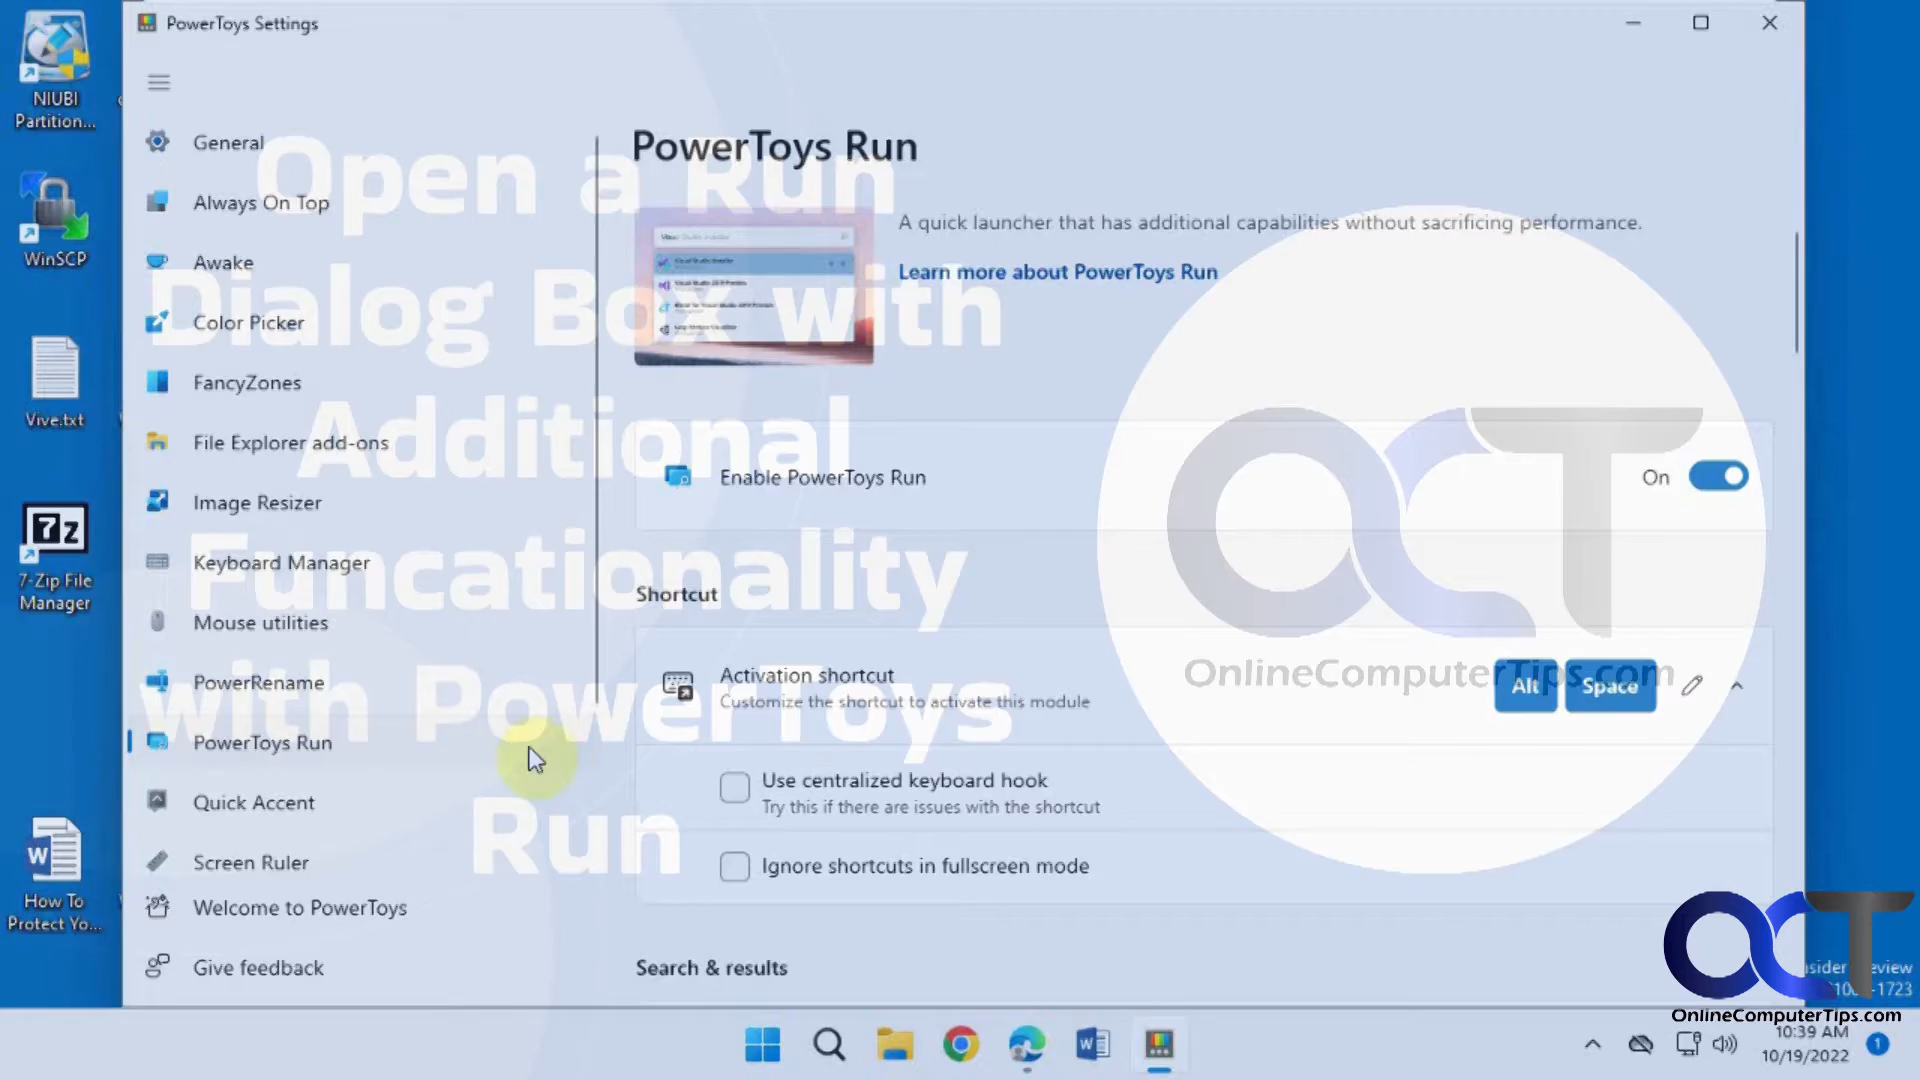 PowerToys Settings
NIUBI
Partition...
WinSCP
Vive.txt
7-Zip File
Manager
How To
Protect Yo...
General
Always On Top
Awake
Color Picker
FancyZones
File Explorer add-ons
Image Resizer
Keyboard Manager
Mouse utilities
PowerRename
PowerToys Run
Quick Accent
Screen Ruler
Welcome to PowerToys
Give feedback
Open a Run
Dialog Box with
Additional
Funcationality
with PowerToys
Run
PowerToys Run
A quick launcher that has additional capabilities without sacrificing performance.
Learn more about PowerToys Run
Enable PowerToys Run
On
Shortcut
Activation shortcut
Customize the shortcut to activate this module
Alt
Space
Use centralized keyboard hook
Try this if there are issues with the shortcut
Ignore shortcuts in fullscreen mode
Search & results
OCT
OnlineComputerTips.com
OCT
OnlineComputerTips.com
10:39 AM
10/19/2022
1